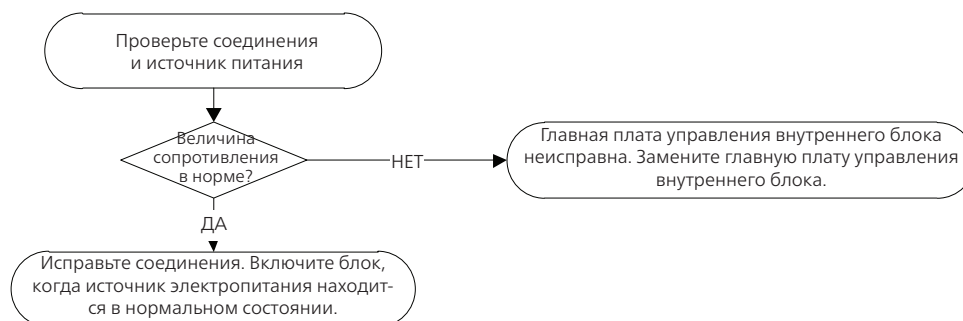 Проверьте соединения
и источник питания
Величина
сопротивления
в норме?
НЕТ
Главная плата управления внутреннего блока
неисправна. Замените главную плату управления
внутреннего блока.
ДА
Исправьте соединения. Включите блок,
когда источник электропитания находит-
ся в нормальном состоянии.